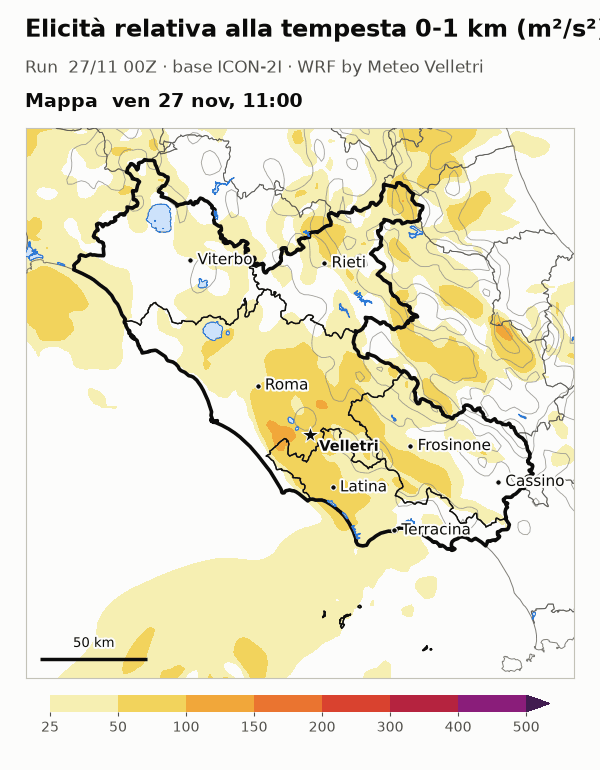 Elicità relativa alla tempesta 0-1 km (m²/s²)
Run  27/11 00Z · base ICON-2I · WRF by Meteo Velletri
Mappa  ven 27 nov, 11:00
Viterbo
Rieti
Roma
Velletri
Frosinone
Cassino
Latina
Terracina
50 km
25 50 100 150 200 300 400 500